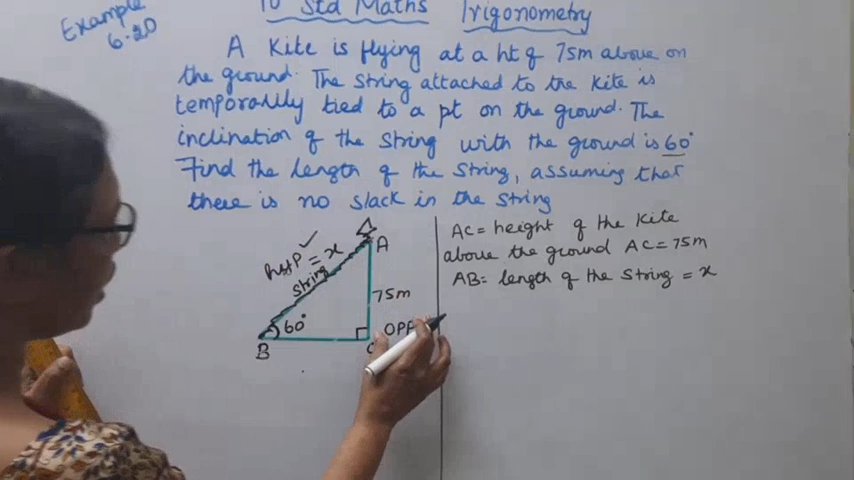 10 Std Maths Trigonometry
Example
6.20
A Kite is flying at a ht of 75m above on
the ground. The string attached to the kite is
temporarily tied to a pt on the ground. The
inclination of the string with the ground is 60°
Find the length of the string, assuming that
there is no slack in the string
hyp ✓ = x
string
A
75m
60°
OPP
B
C
AC = height of the kite
above the ground AC = 75m
AB = length of the string = x